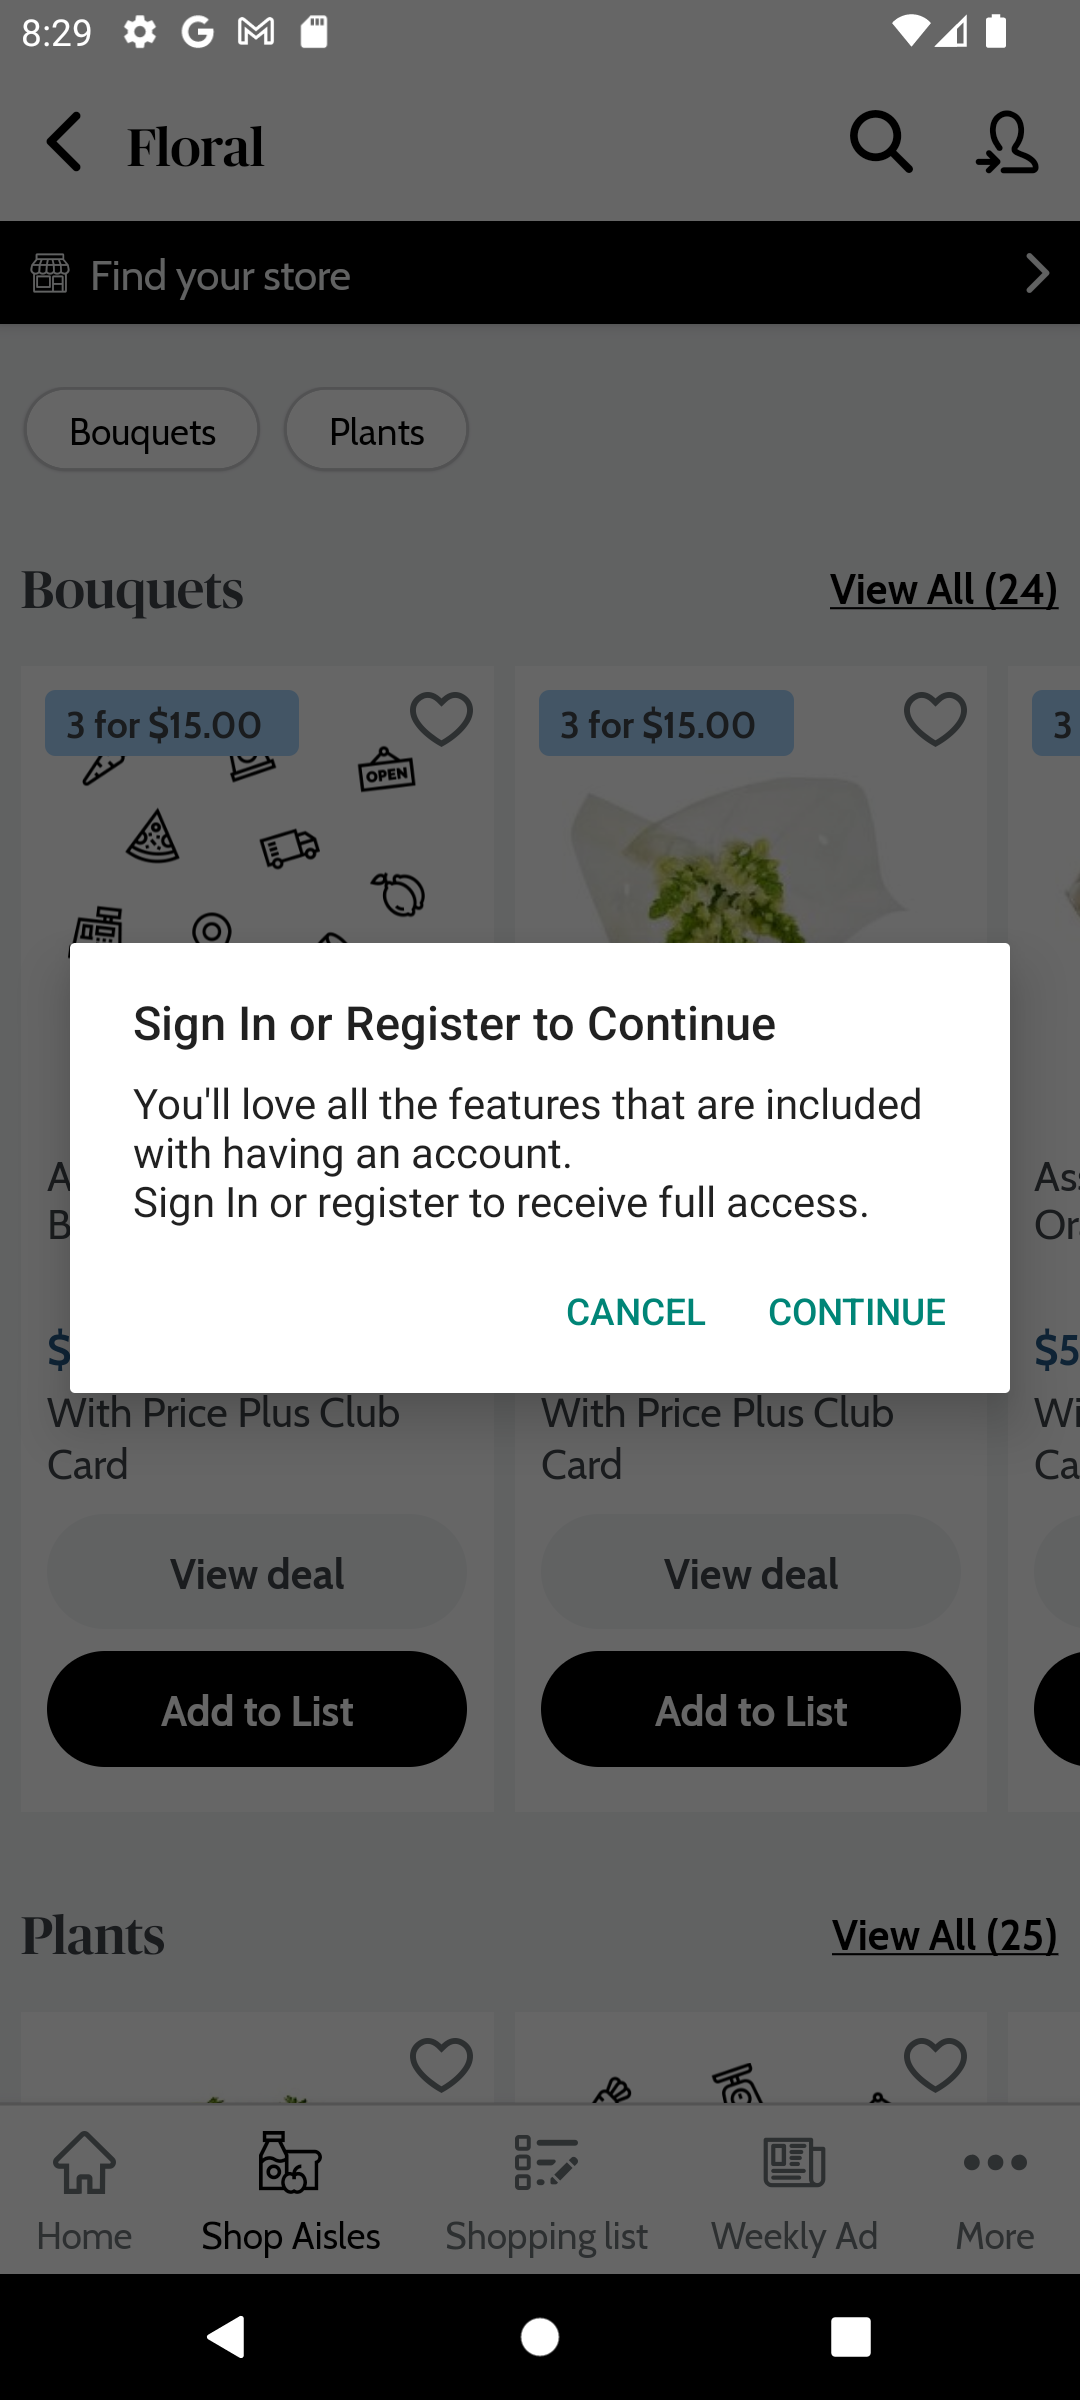 8:29
Floral
Find your store
Bouquets
Plants
Bouquets
View All (24)
3 for $15.00
3 for $15.00
3
OPEN
Sign In or Register to Continue
You'll love all the features that are included
with having an account.
Sign In or register to receive full access.
CANCEL
CONTINUE
$
$5
With Price Plus Club
Card
With Price Plus Club
Card
View deal
View deal
Add to List
Add to List
Plants
View All (25)
Home
Shop Aisles
Shopping list
Weekly Ad
More